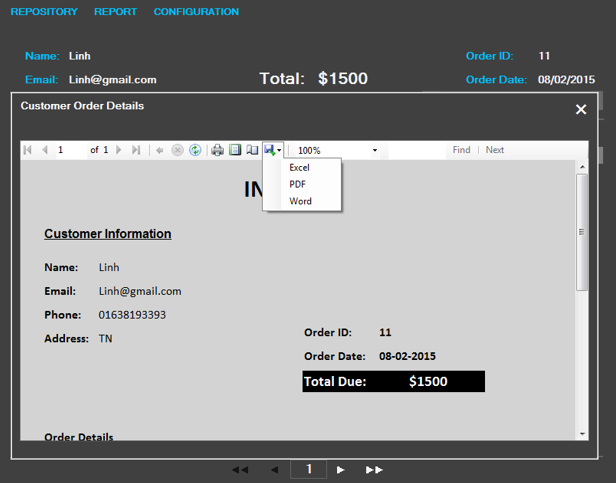 REPOSITORY REPORT CONFIGURATION
Name: Linh Order ID: 11
Email: Linh@gmail.com Total: $1500 Order Date: 08/02/2015
Customer Order Details
1 of 1 100% Find | Next
Excel
PDF
Word
IN
Customer Information
Name: Linh
Email: Linh@gmail.com
Phone: 01638193393
Address: TN
Order ID: 11
Order Date: 08-02-2015
Total Due: $1500
Order Details
1